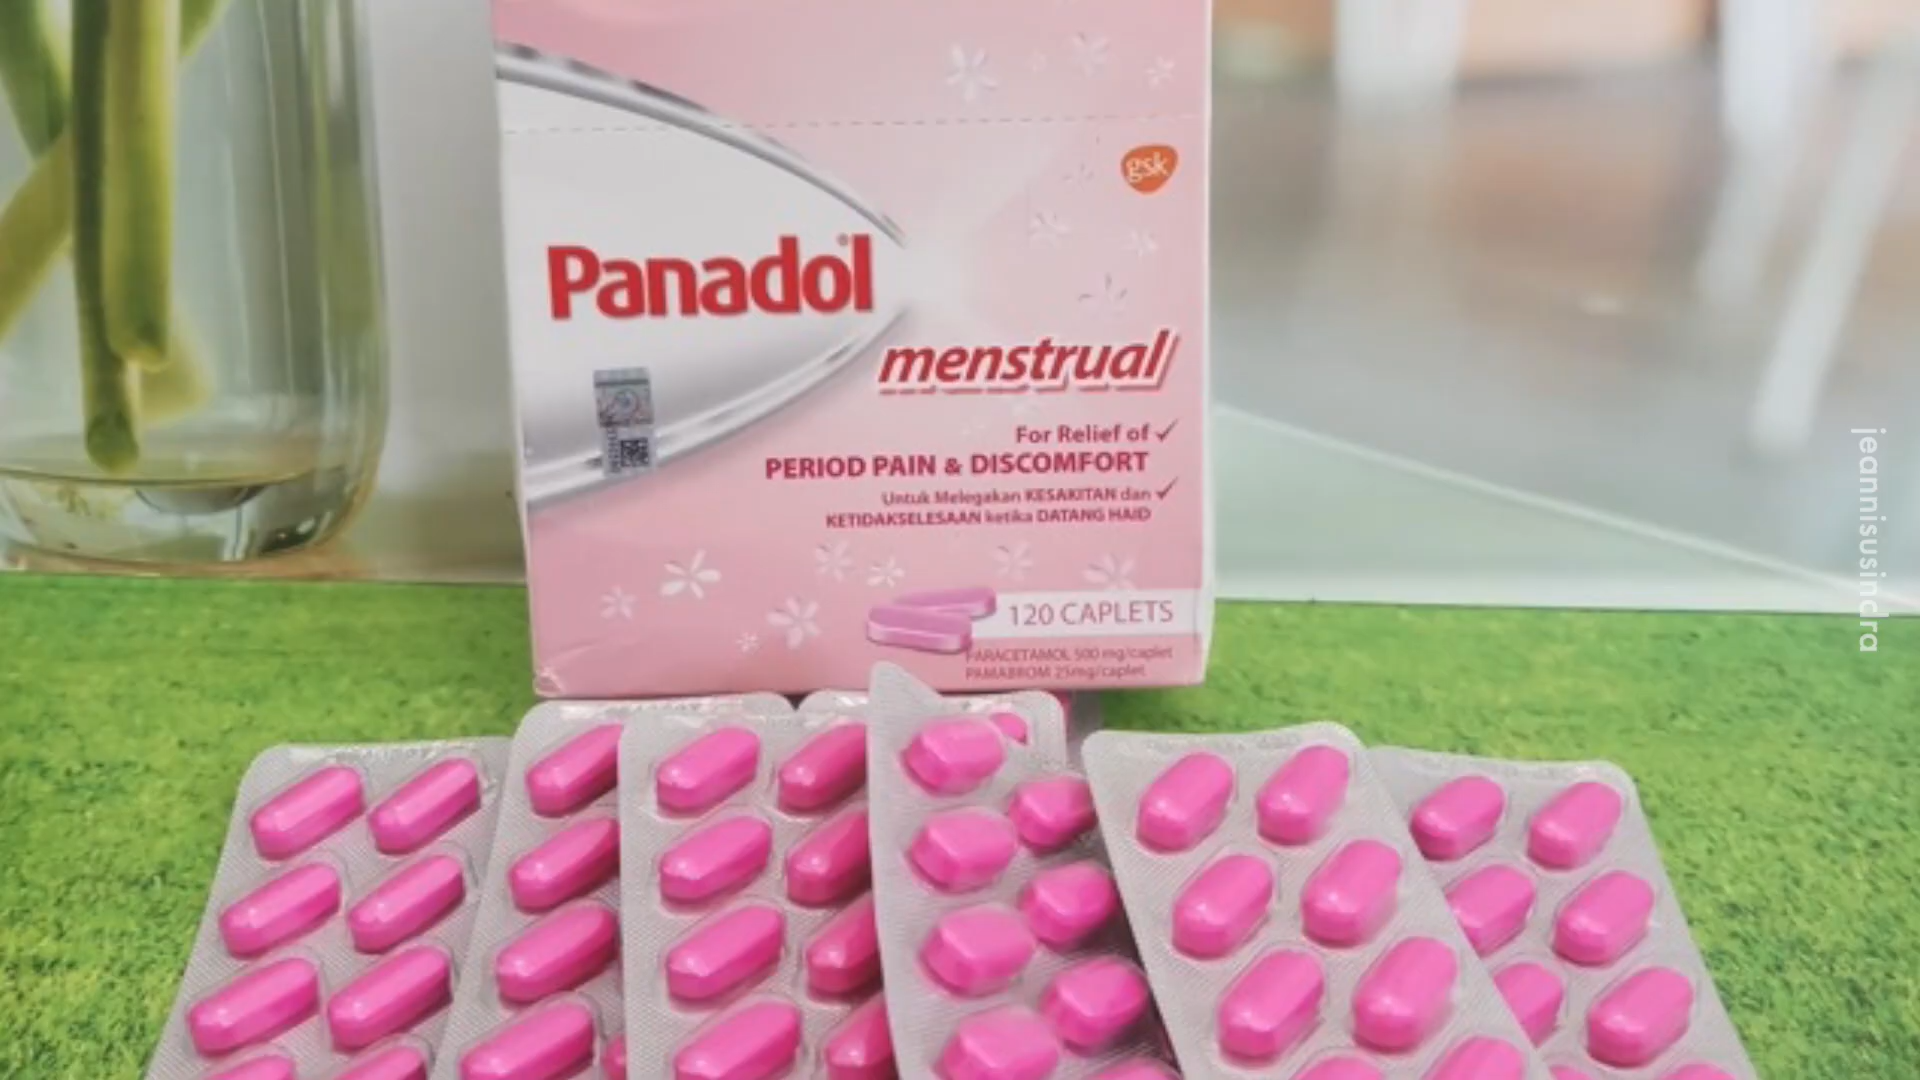 gsk
Panadol®
menstrual
For Relief of ✓
PERIOD PAIN & DISCOMFORT
Untuk Melegakan KESAKITAN dan ✓
KETIDAKSELESAAN ketika DATANG HAID
120 CAPLETS
PARACETAMOL 500 mg/caplet
PAMABROM 25mg/caplet
jeannisusindra